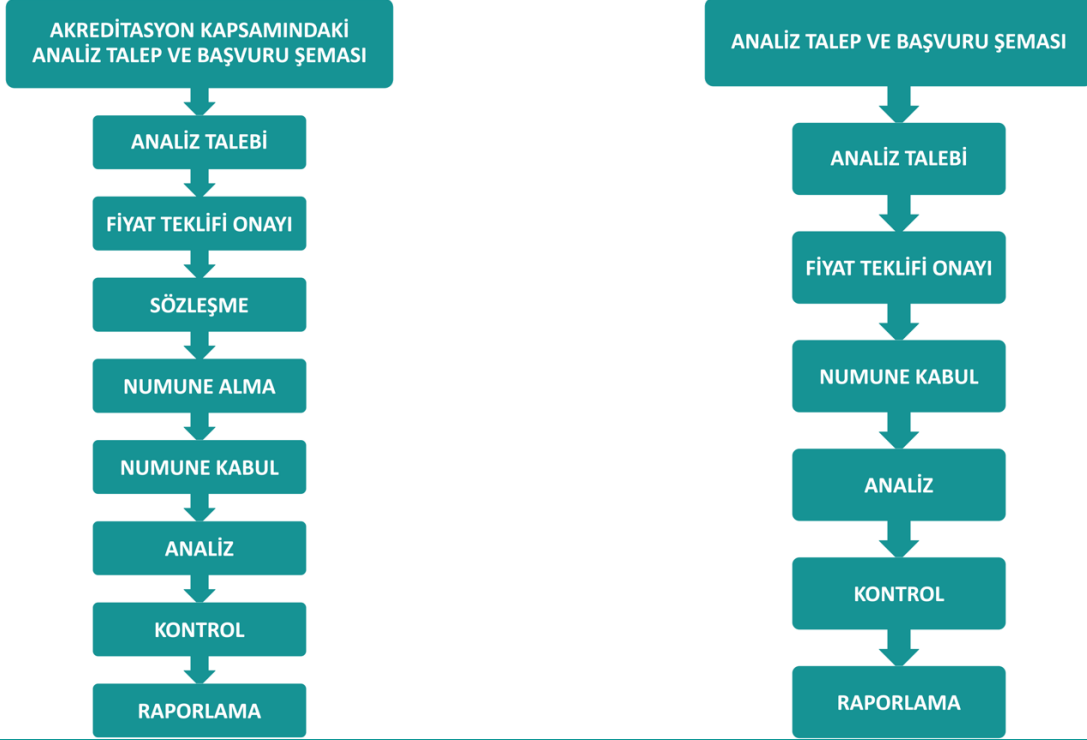 AKREDİTASYON KAPSAMINDAKİ
ANALİZ TALEP VE BAŞVURU ŞEMASI
ANALİZ TALEBİ
FİYAT TEKLİFİ ONAYI
SÖZLEŞME
NUMUNE ALMA
NUMUNE KABUL
ANALİZ
KONTROL
RAPORLAMA
ANALİZ TALEP VE BAŞVURU ŞEMASI
ANALİZ TALEBİ
FİYAT TEKLİFİ ONAYI
NUMUNE KABUL
ANALİZ
KONTROL
RAPORLAMA